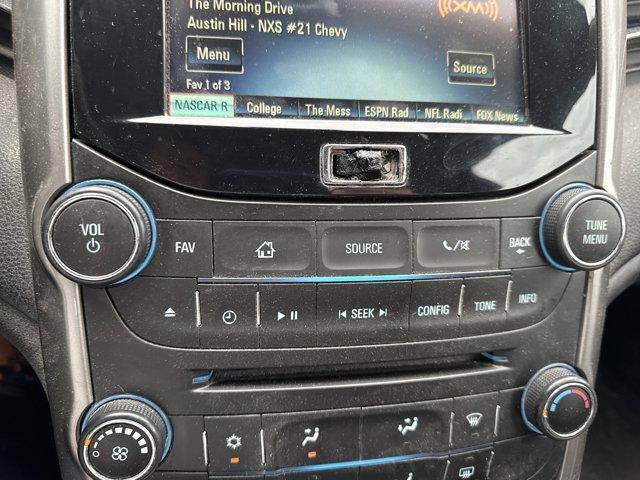 The Morning Drive
((XM))
Austin Hill • NXS #21 Chevy
Menu
Source
Fav 1 of 3
NASCAR R College The Mess ESPN Rad NFL Radi FOX News
VOL
FAV
SOURCE
BACK
TUNE
MENU
SEEK
CONFIG
TONE
INFO